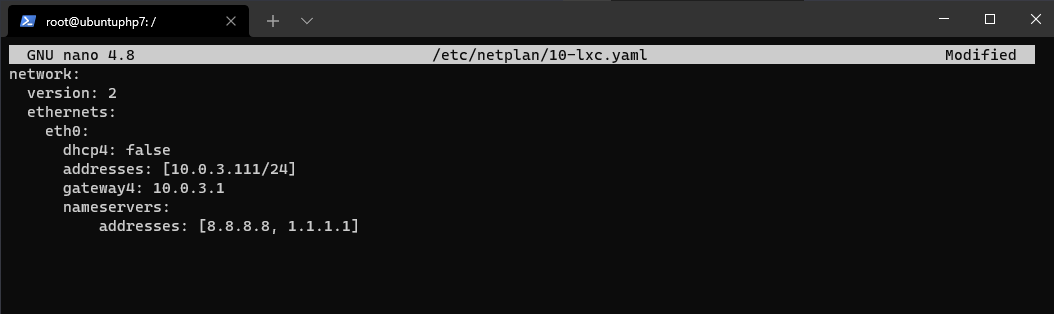 root@ubuntuphp7: /
GNU nano 4.8 /etc/netplan/10-lxc.yaml Modified
network:
  version: 2
  ethernets:
    eth0:
      dhcp4: false
      addresses: [10.0.3.111/24]
      gateway4: 10.0.3.1
      nameservers:
          addresses: [8.8.8.8, 1.1.1.1]